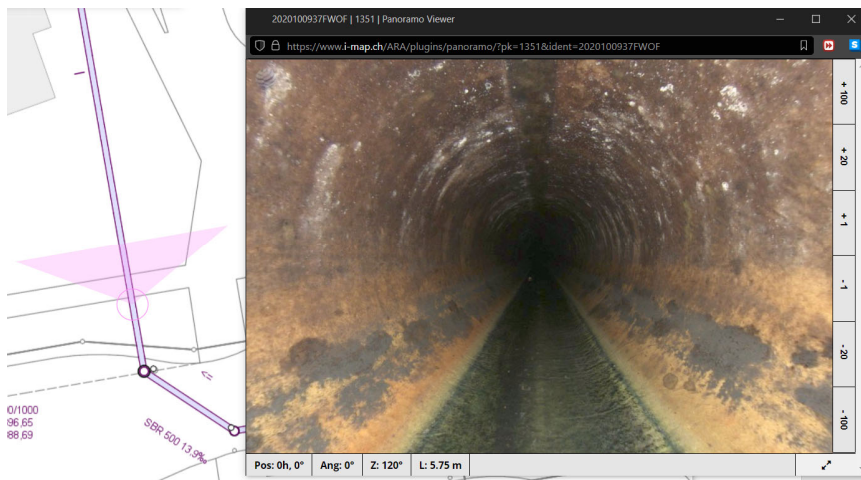 2020100937FWOF | 1351 | Panoramo Viewer
https://www.i-map.ch/ARA/plugins/panoramo/?pk=1351&ident=2020100937FWOF
+ 100
+ 20
+ 1
- 1
- 20
- 100
0/1000
96,65
88,69
SBR 500 13.9‰
<=
Pos: 0h, 0°
Ang: 0°
Z: 120°
L: 5.75 m